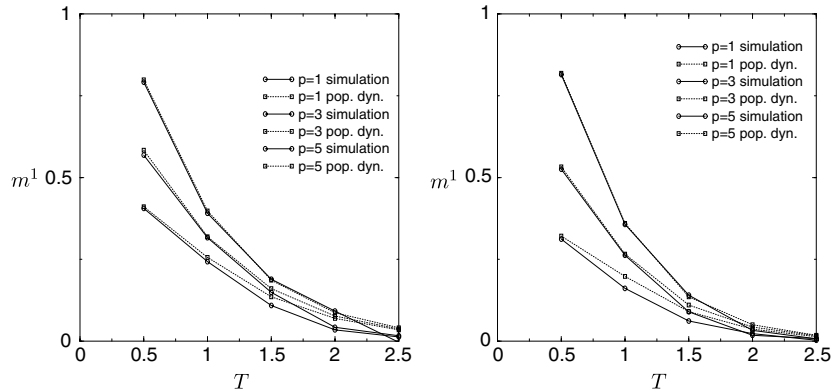 1
p=1 simulation
p=1 pop. dyn.
p=3 simulation
p=3 pop. dyn.
p=5 simulation
p=5 pop. dyn.
m¹ 0.5
0
0 0.5 1 1.5 2 2.5
T
1
p=1 simulation
p=1 pop. dyn.
p=3 simulation
p=3 pop. dyn.
p=5 simulation
p=5 pop. dyn.
m¹ 0.5
0
0 0.5 1 1.5 2 2.5
T